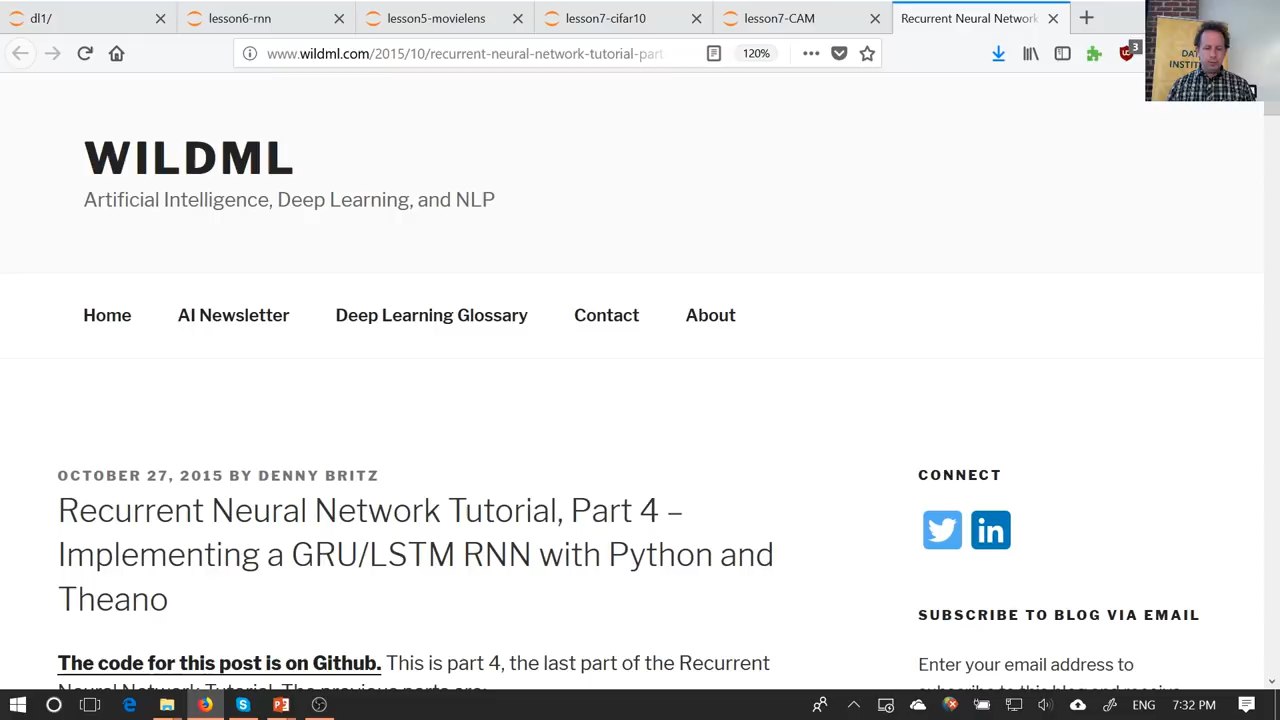 dl1/
lesson6-rnn
lesson5-movielens
lesson7-cifar10
lesson7-CAM
Recurrent Neural Network
www.wildml.com/2015/10/recurrent-neural-network-tutorial-part
120%
3
DAT
INSTIT
WILDML
Artificial Intelligence, Deep Learning, and NLP
Home
AI Newsletter
Deep Learning Glossary
Contact
About
OCTOBER 27, 2015 BY DENNY BRITZ
Recurrent Neural Network Tutorial, Part 4 –
Implementing a GRU/LSTM RNN with Python and
Theano
The code for this post is on Github. This is part 4, the last part of the Recurrent
Neural Network Tutorial. The previous parts are:
CONNECT
SUBSCRIBE TO BLOG VIA EMAIL
Enter your email address to
subscribe to this blog and receive
ENG
7:32 PM